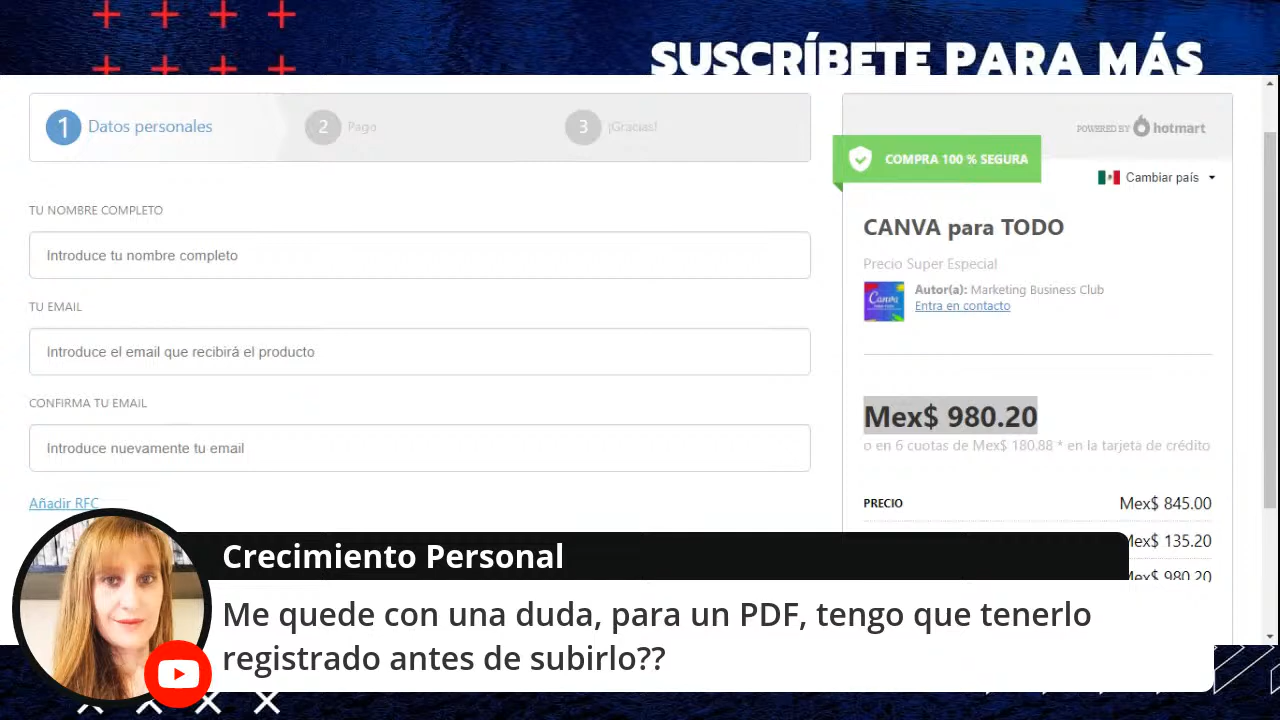 SUSCRÍBETE PARA MÁS
1 Datos personales
2 Pago
3 ¡Gracias!
TU NOMBRE COMPLETO
Introduce tu nombre completo
TU EMAIL
Introduce el email que recibirá el producto
CONFIRMA TU EMAIL
Introduce nuevamente tu email
Añadir RFC
POWERED BY hotmart
COMPRA 100 % SEGURA
Cambiar país
CANVA para TODO
Precio Super Especial
Canva
Autor(a): Marketing Business Club
Entra en contacto
Mex$ 980.20
o en 6 cuotas de Mex$ 180.88 * en la tarjeta de crédito
PRECIO Mex$ 845.00
Mex$ 135.20
Mex$ 980.20
Crecimiento Personal
Me quede con una duda, para un PDF, tengo que tenerlo
registrado antes de subirlo??